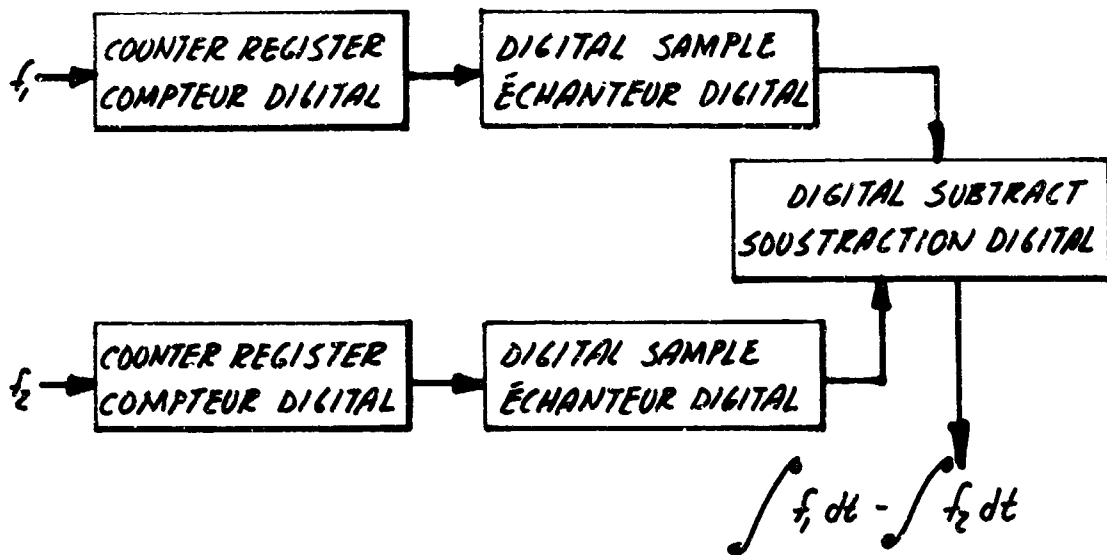 f₁
COUNTER REGISTER
COMPTEUR DIGITAL
DIGITAL SAMPLE
ÉCHANTEUR DIGITAL
DIGITAL SUBTRACT
SOUSTRACTION DIGITAL
f₂
COUNTER REGISTER
COMPTEUR DIGITAL
DIGITAL SAMPLE
ÉCHANTEUR DIGITAL
∫ f₁ dt - ∫ f₂ dt